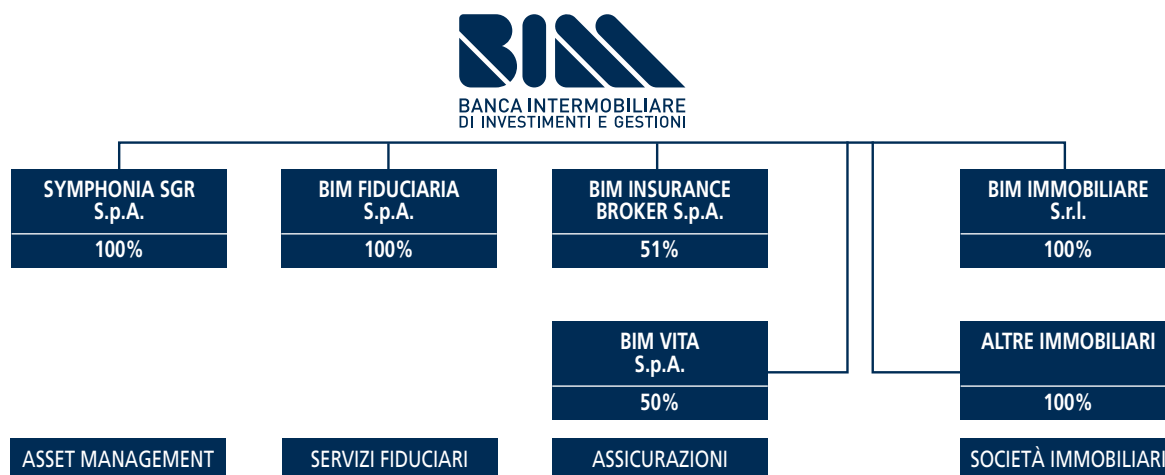 BIM
BANCA INTERMOBILIARE
DI INVESTIMENTI E GESTIONI
SYMPHONIA SGR
S.p.A.
100%
BIM FIDUCIARIA
S.p.A.
100%
BIM INSURANCE
BROKER S.p.A.
51%
BIM IMMOBILIARE
S.r.l.
100%
BIM VITA
S.p.A.
50%
ALTRE IMMOBILIARI
100%
ASSET MANAGEMENT
SERVIZI FIDUCIARI
ASSICURAZIONI
SOCIETÀ IMMOBILIARI